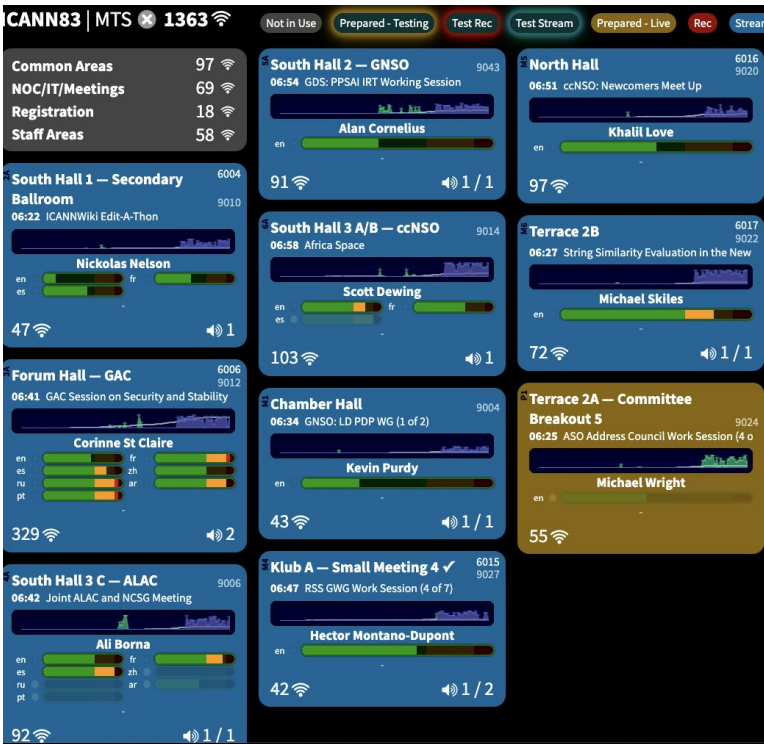 ICANN83 | MTS 1363
Not in Use
Prepared - Testing
Test Rec
Test Stream
Prepared - Live
Rec
Strear
Common Areas 97
NOC/IT/Meetings 69
Registration 18
Staff Areas 58
2A
South Hall 1 — Secondary Ballroom
6004
9010
06:22 ICANNWiki Edit-A-Thon
Nickolas Nelson
en fr
es
-
47 1
3A
Forum Hall — GAC
6006
9012
06:41 GAC Session on Security and Stability
Corinne St Claire
en fr
es zh
ru ar
pt
-
329 2
4A
South Hall 3 C — ALAC
9006
06:42 Joint ALAC and NCSG Meeting
Ali Borna
en fr
es zh
ru ar
pt
-
92 1 / 1
5A
South Hall 2 — GNSO
9043
06:54 GDS: PPSAI IRT Working Session
Alan Cornelius
en
-
91 1 / 1
6A
South Hall 3 A/B — ccNSO
9014
06:58 Africa Space
Scott Dewing
en fr
es
-
103 1
M1
Chamber Hall
9004
06:34 GNSO: LD PDP WG (1 of 2)
Kevin Purdy
en
-
43 1 / 1
M4
Klub A — Small Meeting 4 ✓
6015
9027
06:47 RSS GWG Work Session (4 of 7)
Hector Montano-Dupont
en
-
42 1 / 2
M5
North Hall
6016
9020
06:51 ccNSO: Newcomers Meet Up
Khalil Love
en
-
97
M6
Terrace 2B
6017
9022
06:27 String Similarity Evaluation in the New
Michael Skiles
en
-
72 1 / 1
P1
Terrace 2A — Committee Breakout 5
9024
06:25 ASO Address Council Work Session (4 o
Michael Wright
en
-
55